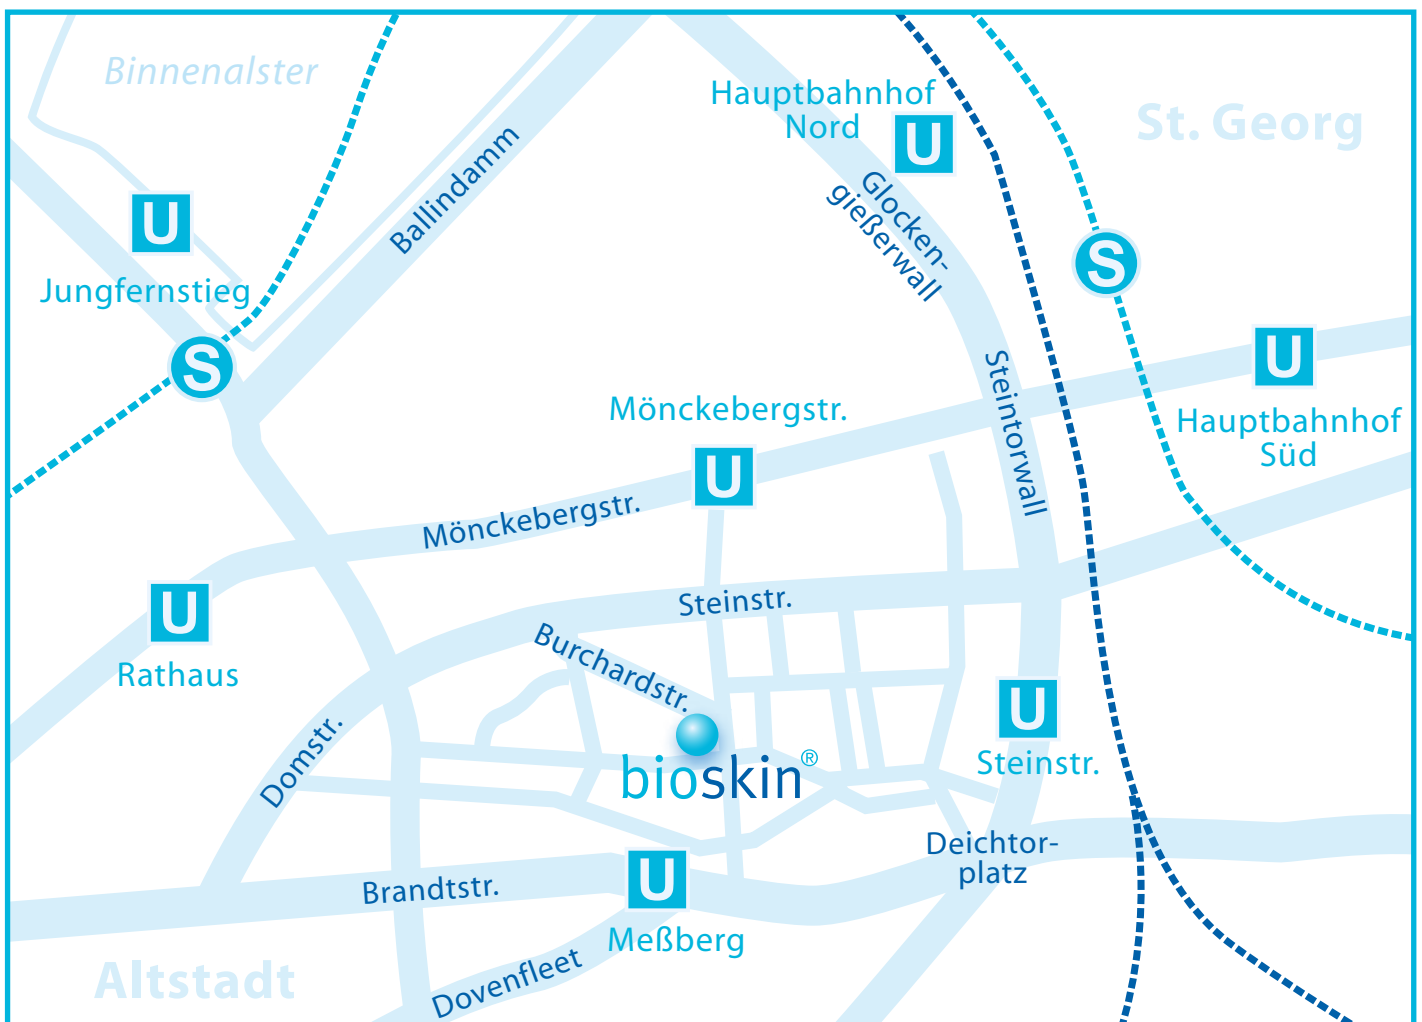 Binnenalster
Hauptbahnhof
Nord
U
St. Georg
Ballindamm
Glocken-
gießerwall
U
Jungfernstieg
S
S
U
Hauptbahnhof
Süd
Steintorwall
Mönckebergstr.
U
Mönckebergstr.
Steinstr.
U
Rathaus
Burchardstr.
U
Steinstr.
Domstr.
bioskin®
Deichtor-
platz
Brandtstr.
U
Meßberg
Altstadt
Dovenfleet